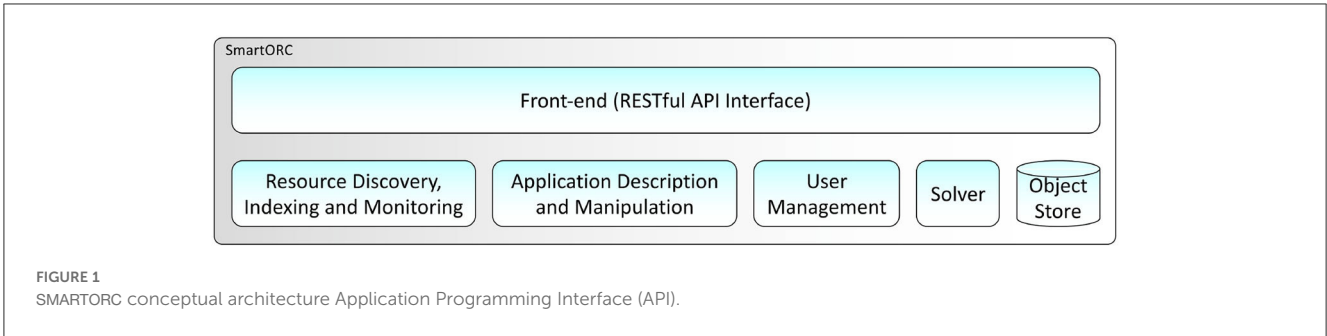 SmartORC
Front-end (RESTful API Interface)
Resource Discovery,
Indexing and Monitoring
Application Description
and Manipulation
User
Management
Solver
Object
Store
FIGURE 1
SMARTORC conceptual architecture Application Programming Interface (API).